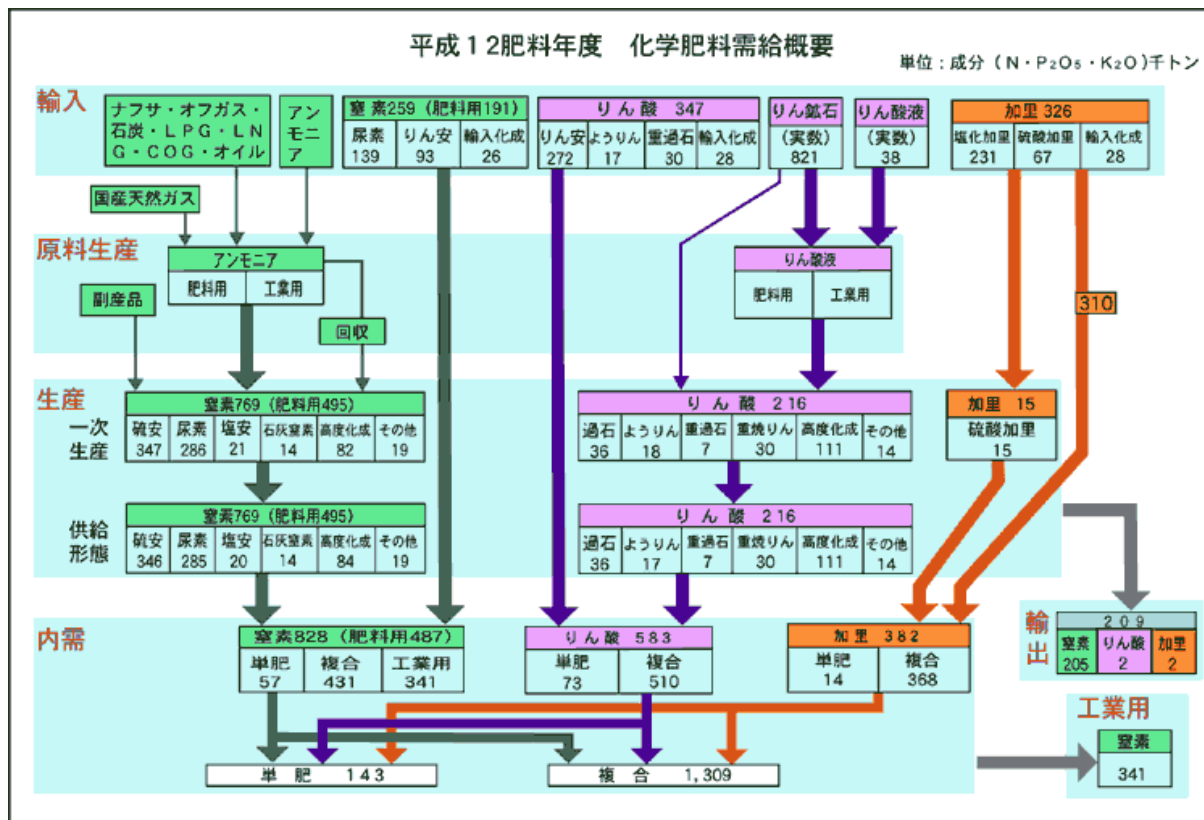 平成12肥料年度 化学肥料需給概要
単位:成分(N・P₂O₅・K₂O)千トン
輸入
ナフサ・オフガス・
石炭・LPG・LN
G・COG・オイル
アン
モニ
ア
窒素259(肥料用191)
尿素 りん安 輸入化成
139 93 26
りん酸 347
りん安 ようりん 重過石 輸入化成
272 17 30 28
りん鉱石
(実数)
821
りん酸液
(実数)
38
加里326
塩化加里 硫酸加里 輸入化成
231 67 28
国産天然ガス
原料生産
アンモニア
肥料用 工業用
りん酸液
肥料用 工業用
副産品
回収
310
生産
一次
生産
窒素769(肥料用495)
硫安 尿素 塩安 石灰窒素 高度化成 その他
347 286 21 14 82 19
りん酸216
過石 ようりん 重過石 重焼りん 高度化成 その他
36 18 7 30 111 14
加里 15
硫酸加里
15
供給
形態
窒素769(肥料用495)
硫安 尿素 塩安 石灰窒素 高度化成 その他
346 285 20 14 84 19
りん酸216
過石 ようりん 重過石 重焼りん 高度化成 その他
36 17 7 30 111 14
内需
窒素828(肥料用487)
単肥 複合 工業用
57 431 341
りん酸583
単肥 複合
73 510
加里 382
単肥 複合
14 368
輸
出
209
窒素 りん酸 加里
205 2 2
工業用
窒素
341
単肥 143
複合 1,309